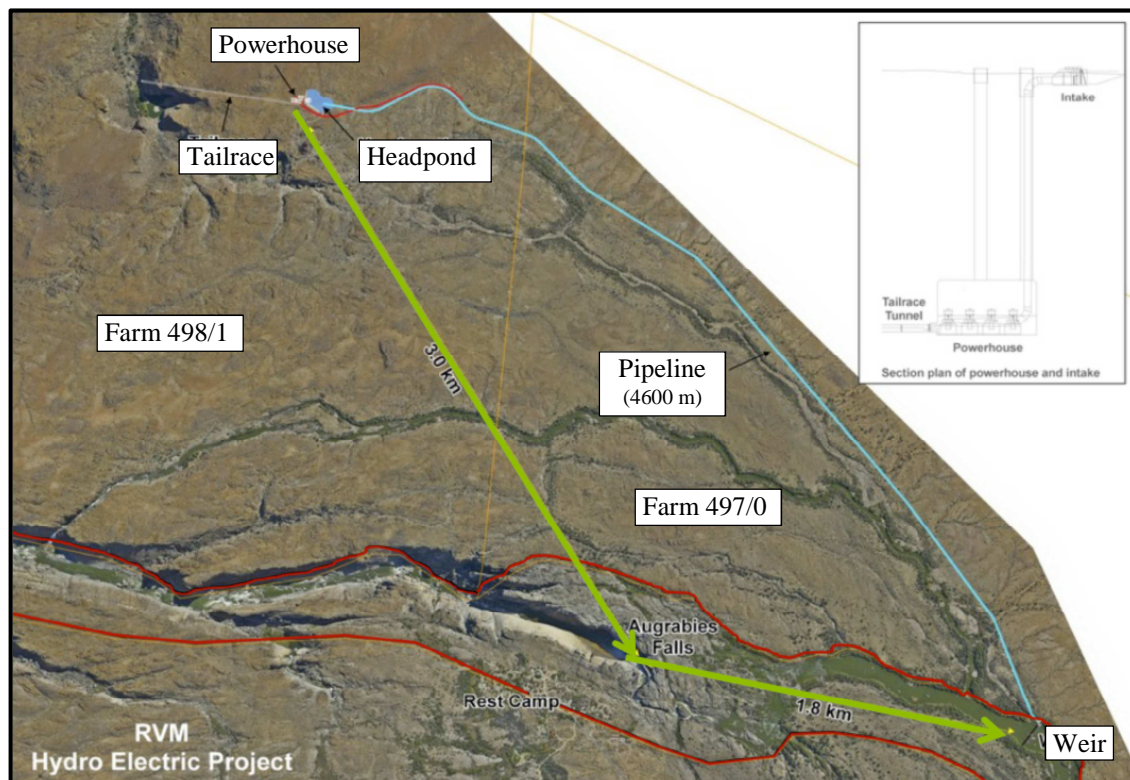 Powerhouse
Intake
Tailrace
Headpond
Tailrace
Tunnel
Powerhouse
Section plan of powerhouse and intake
Farm 498/1
3.0 km
Pipeline
(4600 m)
Farm 497/0
Augrabies
Falls
Rest Camp
1.8 km
RVM
Hydro Electric Project
Weir